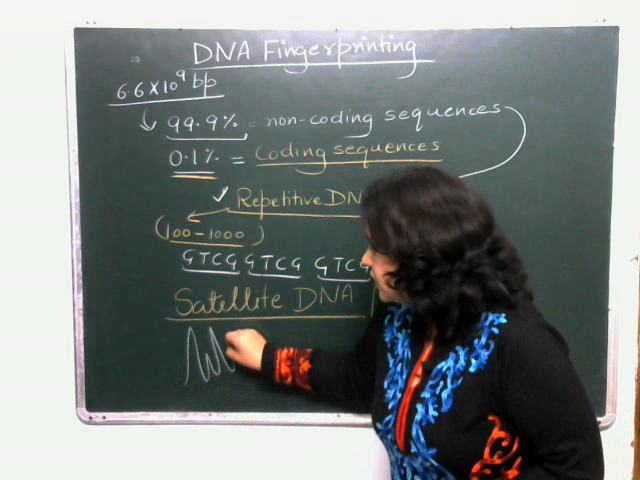 DNA Fingerprinting
6.6 x 10⁹ bp
99.9% = non-coding sequences
0.1% = Coding sequences
✓ Repetitive DN
(100-1000)
GTCG GTCG GTCG
Satellite DNA